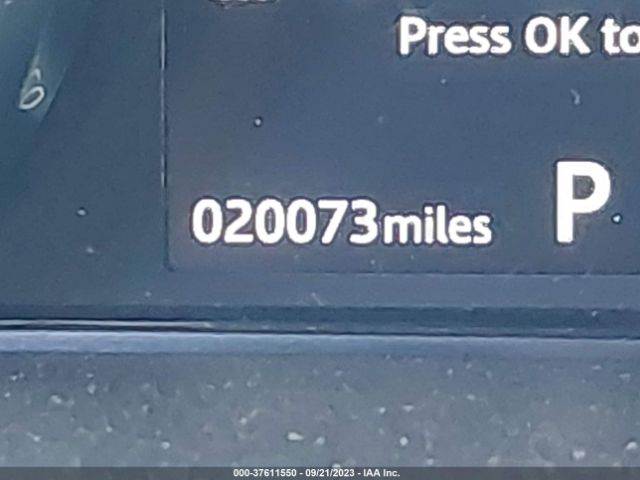 Press OK to
020073miles P
000-37611550 - 09/21/2023 - IAA Inc.